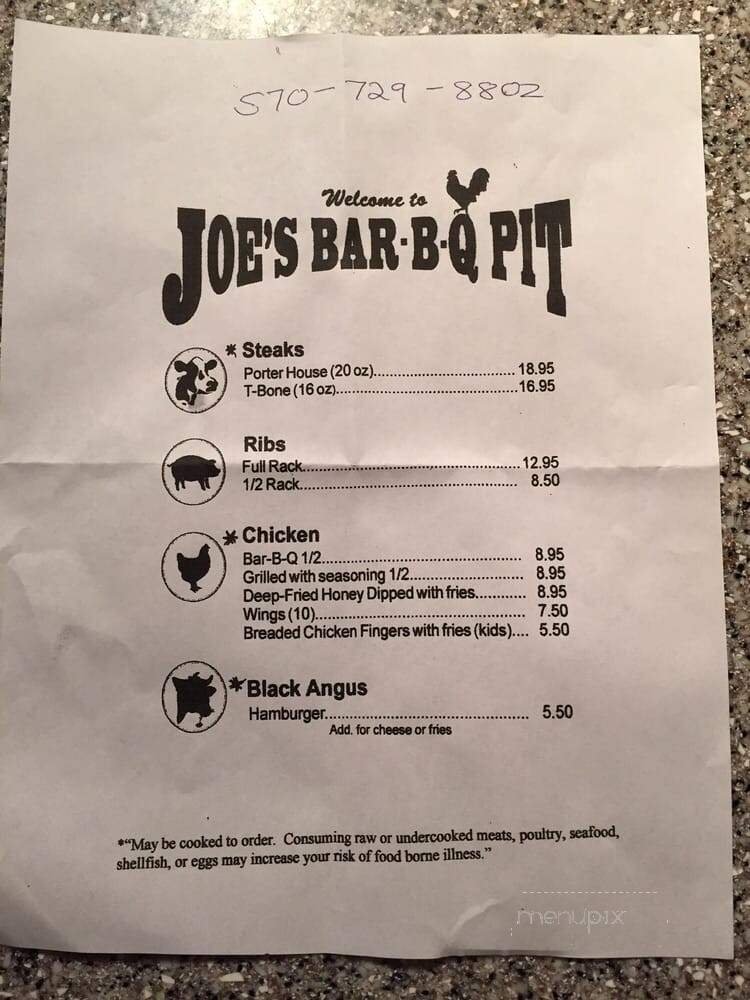 570-729-8802
Welcome to
JOE'S BAR-B-Q PIT
* Steaks
Porter House (20 oz)................................... 18.95
T-Bone (16 oz).............................................16.95
Ribs
Full Rack...................................................... 12.95
1/2 Rack...................................................... 8.50
* Chicken
Bar-B-Q 1/2.................................................. 8.95
Grilled with seasoning 1/2............................ 8.95
Deep-Fried Honey Dipped with fries............ 8.95
Wings (10).................................................... 7.50
Breaded Chicken Fingers with fries (kids).... 5.50
* Black Angus
Hamburger................................................... 5.50
Add. for cheese or fries
*"May be cooked to order. Consuming raw or undercooked meats, poultry, seafood,
shellfish, or eggs may increase your risk of food borne illness."
menupix